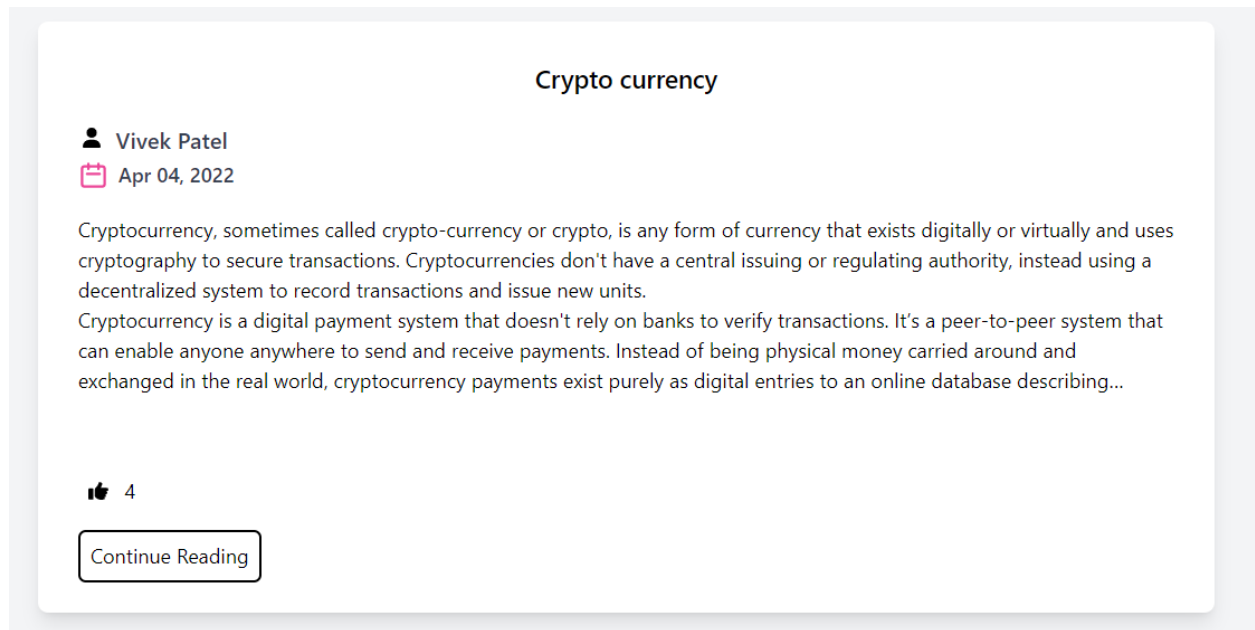 Crypto currency
Vivek Patel
Apr 04, 2022
Cryptocurrency, sometimes called crypto-currency or crypto, is any form of currency that exists digitally or virtually and uses
cryptography to secure transactions. Cryptocurrencies don't have a central issuing or regulating authority, instead using a
decentralized system to record transactions and issue new units.
Cryptocurrency is a digital payment system that doesn't rely on banks to verify transactions. It’s a peer-to-peer system that
can enable anyone anywhere to send and receive payments. Instead of being physical money carried around and
exchanged in the real world, cryptocurrency payments exist purely as digital entries to an online database describing...
4
Continue Reading